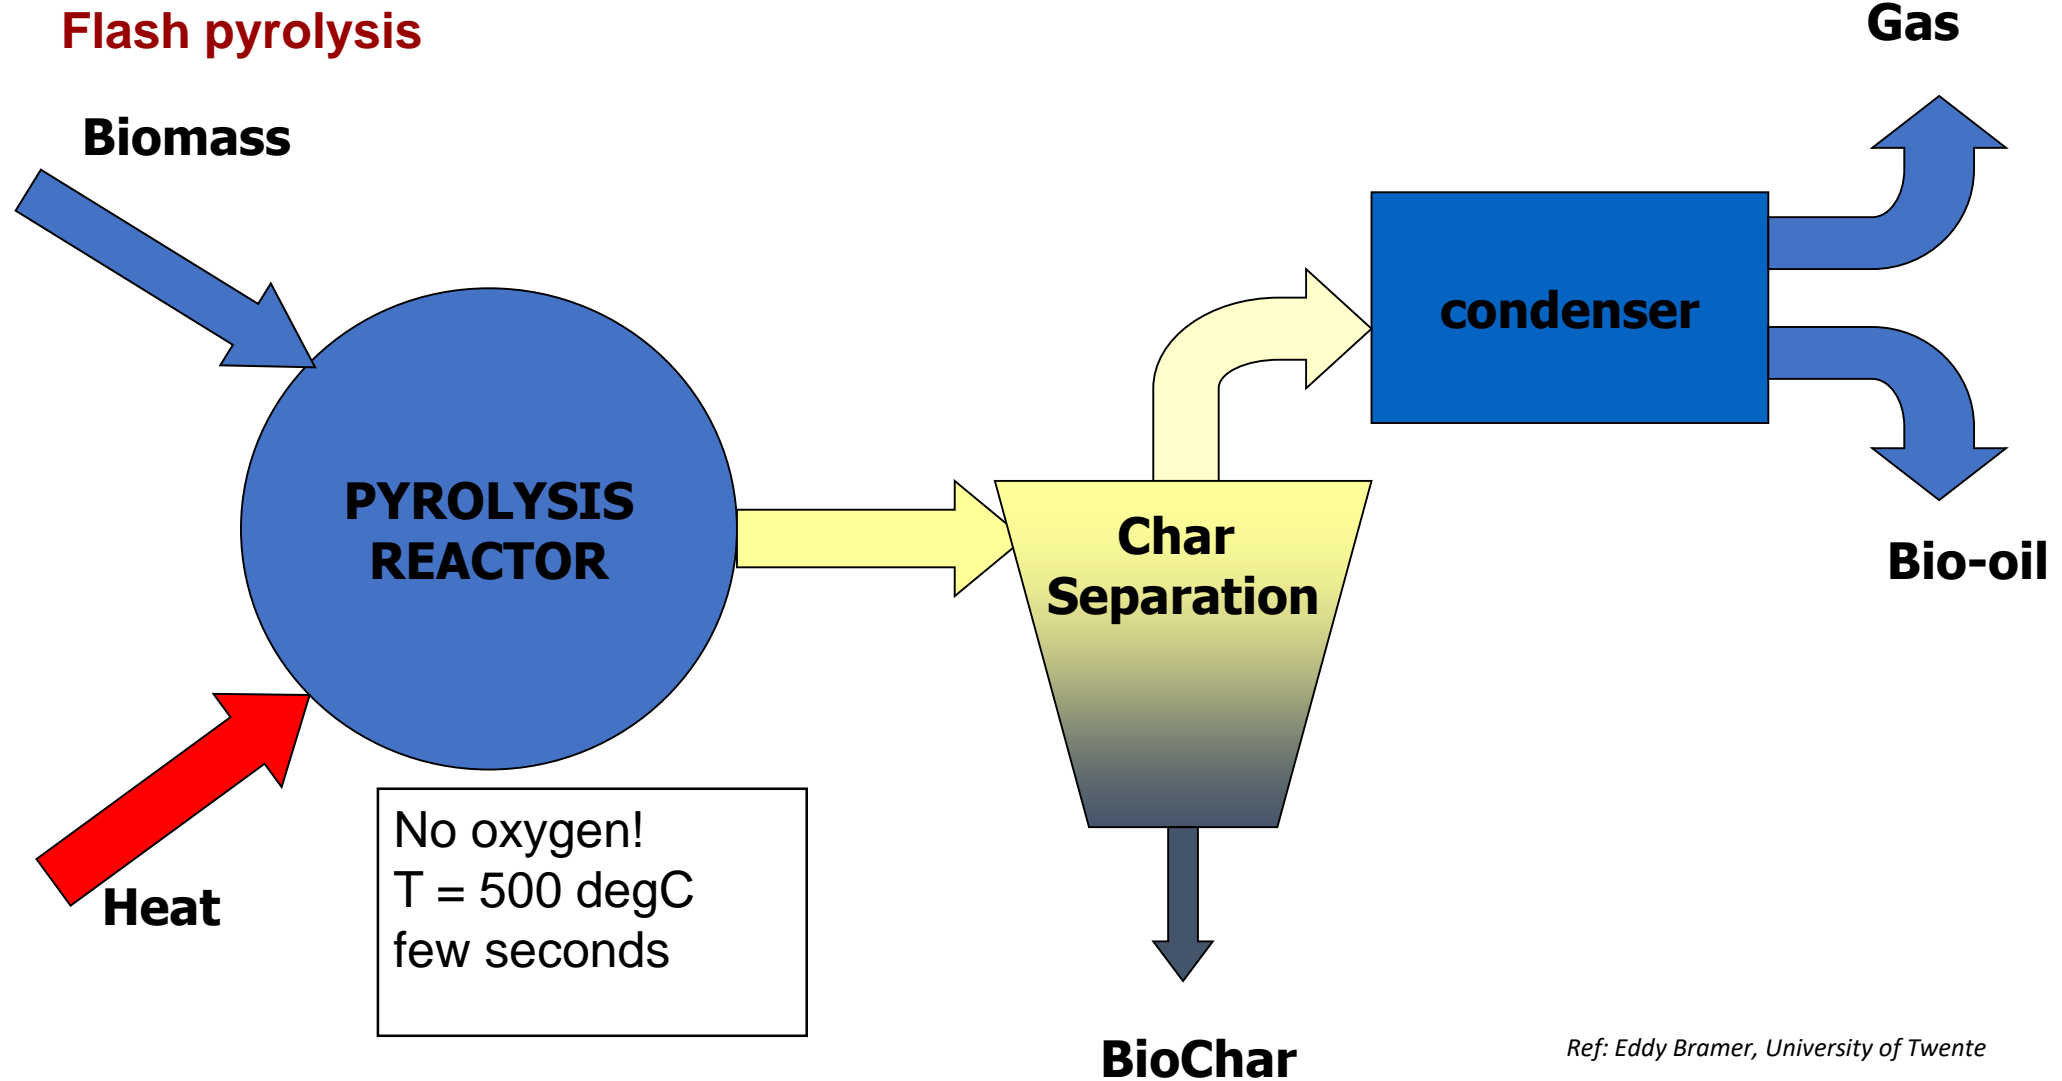 Flash pyrolysis
Gas
Biomass
condenser
PYROLYSIS
REACTOR
Char
Separation
Bio-oil
No oxygen!
T = 500 degC
few seconds
Heat
BioChar
Ref: Eddy Bramer, University of Twente